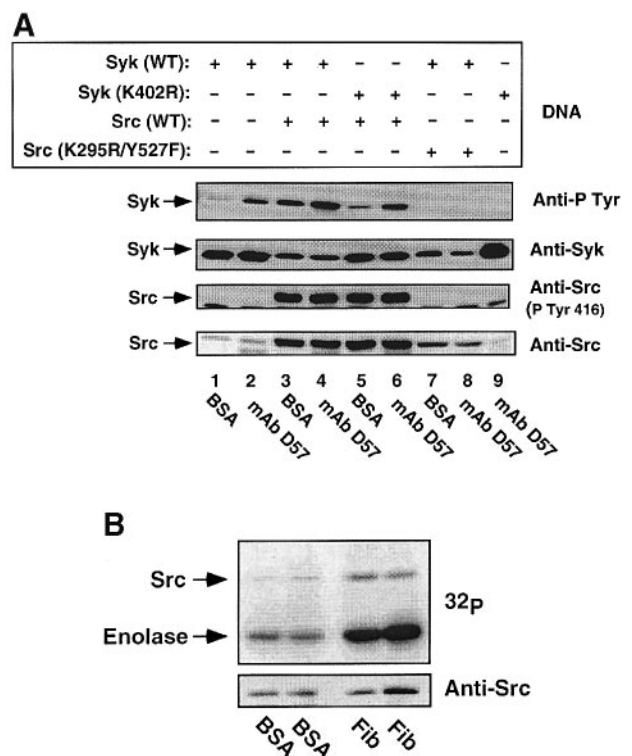 A
Syk (WT): + + + + – – + + –
Syk (K402R): – – – – + + – – +
Src (WT): – – + + + + – – –
Src (K295R/Y527F): – – – – – – + + –
DNA
Syk Anti-P Tyr
Syk Anti-Syk
Src Anti-Src
(P Tyr 416)
Src Anti-Src
1 2 3 4 5 6 7 8 9
BSA mAb D57 BSA mAb D57 BSA mAb D57 BSA mAb D57 mAb D57
B
Src
32P
Enolase
Anti-Src
BSA BSA Fib Fib